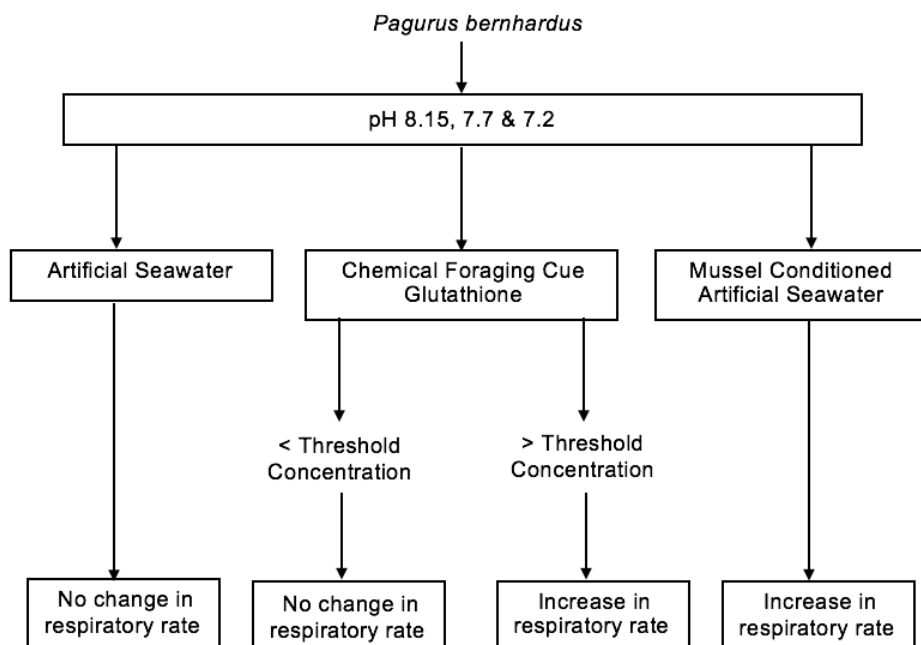 Pagurus bernhardus
pH 8.15, 7.7 & 7.2
Artificial Seawater
Chemical Foraging Cue
Glutathione
Mussel Conditioned
Artificial Seawater
< Threshold
Concentration
> Threshold
Concentration
No change in
respiratory rate
No change in
respiratory rate
Increase in
respiratory rate
Increase in
respiratory rate